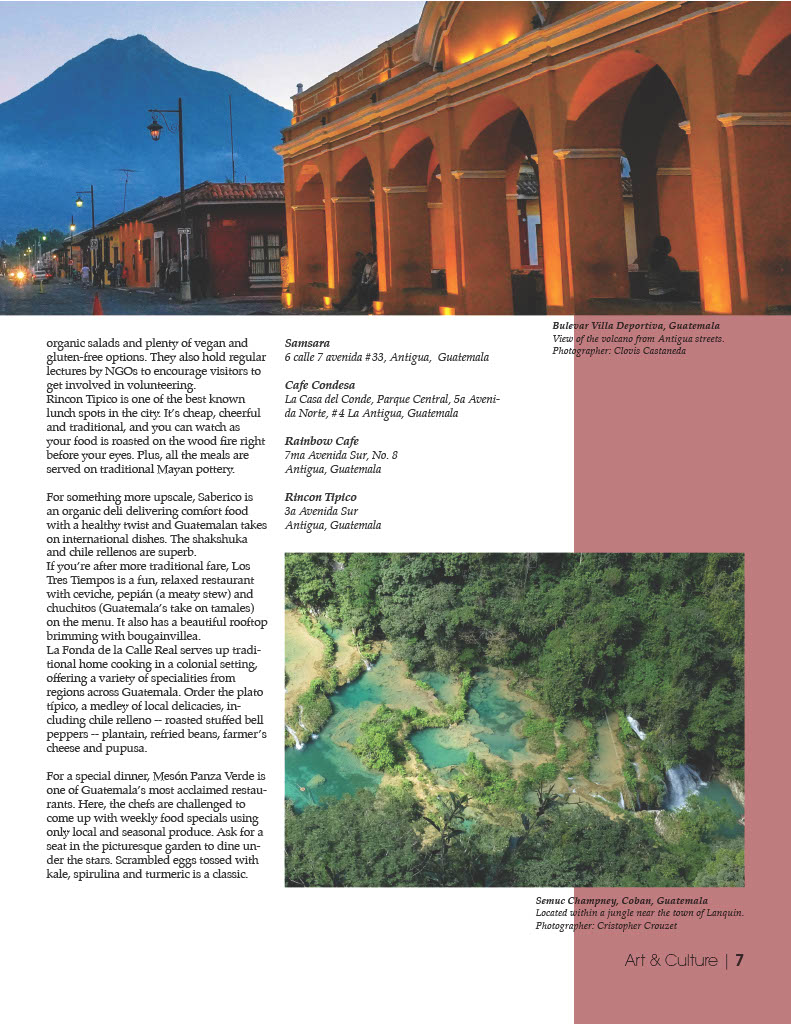 Bulevar Villa Deportiva, Guatemala
View of the volcano from Antigua streets.
Photographer: Clovis Castaneda
organic salads and plenty of vegan and
gluten-free options. They also hold regular
lectures by NGOs to encourage visitors to
get involved in volunteering.
Rincon Tipico is one of the best known
lunch spots in the city. It's cheap, cheerful
and traditional, and you can watch as
your food is roasted on the wood fire right
before your eyes. Plus, all the meals are
served on traditional Mayan pottery.
For something more upscale, Saberico is
an organic deli delivering comfort food
with a healthy twist and Guatemalan takes
on international dishes. The shakshuka
and chile rellenos are superb.
If you're after more traditional fare, Los
Tres Tiempos is a fun, relaxed restaurant
with ceviche, pepián (a meaty stew) and
chuchitos (Guatemala's take on tamales)
on the menu. It also has a beautiful rooftop
brimming with bougainvillea.
La Fonda de la Calle Real serves up tradi-
tional home cooking in a colonial setting,
offering a variety of specialities from
regions across Guatemala. Order the plato
típico, a medley of local delicacies, in-
cluding chile relleno -- roasted stuffed bell
peppers -- plantain, refried beans, farmer's
cheese and pupusa.
For a special dinner, Mesón Panza Verde is
one of Guatemala's most acclaimed restau-
rants. Here, the chefs are challenged to
come up with weekly food specials using
only local and seasonal produce. Ask for a
seat in the picturesque garden to dine un-
der the stars. Scrambled eggs tossed with
kale, spirulina and turmeric is a classic.
Samsara
6 calle 7 avenida #33, Antigua, Guatemala
Cafe Condesa
La Casa del Conde, Parque Central, 5a Aveni-
da Norte, #4 La Antigua, Guatemala
Rainbow Cafe
7ma Avenida Sur, No. 8
Antigua, Guatemala
Rincon Tipico
3a Avenida Sur
Antigua, Guatemala
Semuc Champney, Coban, Guatemala
Located within a jungle near the town of Lanquin.
Photographer: Cristopher Crouzet
Art & Culture | 7